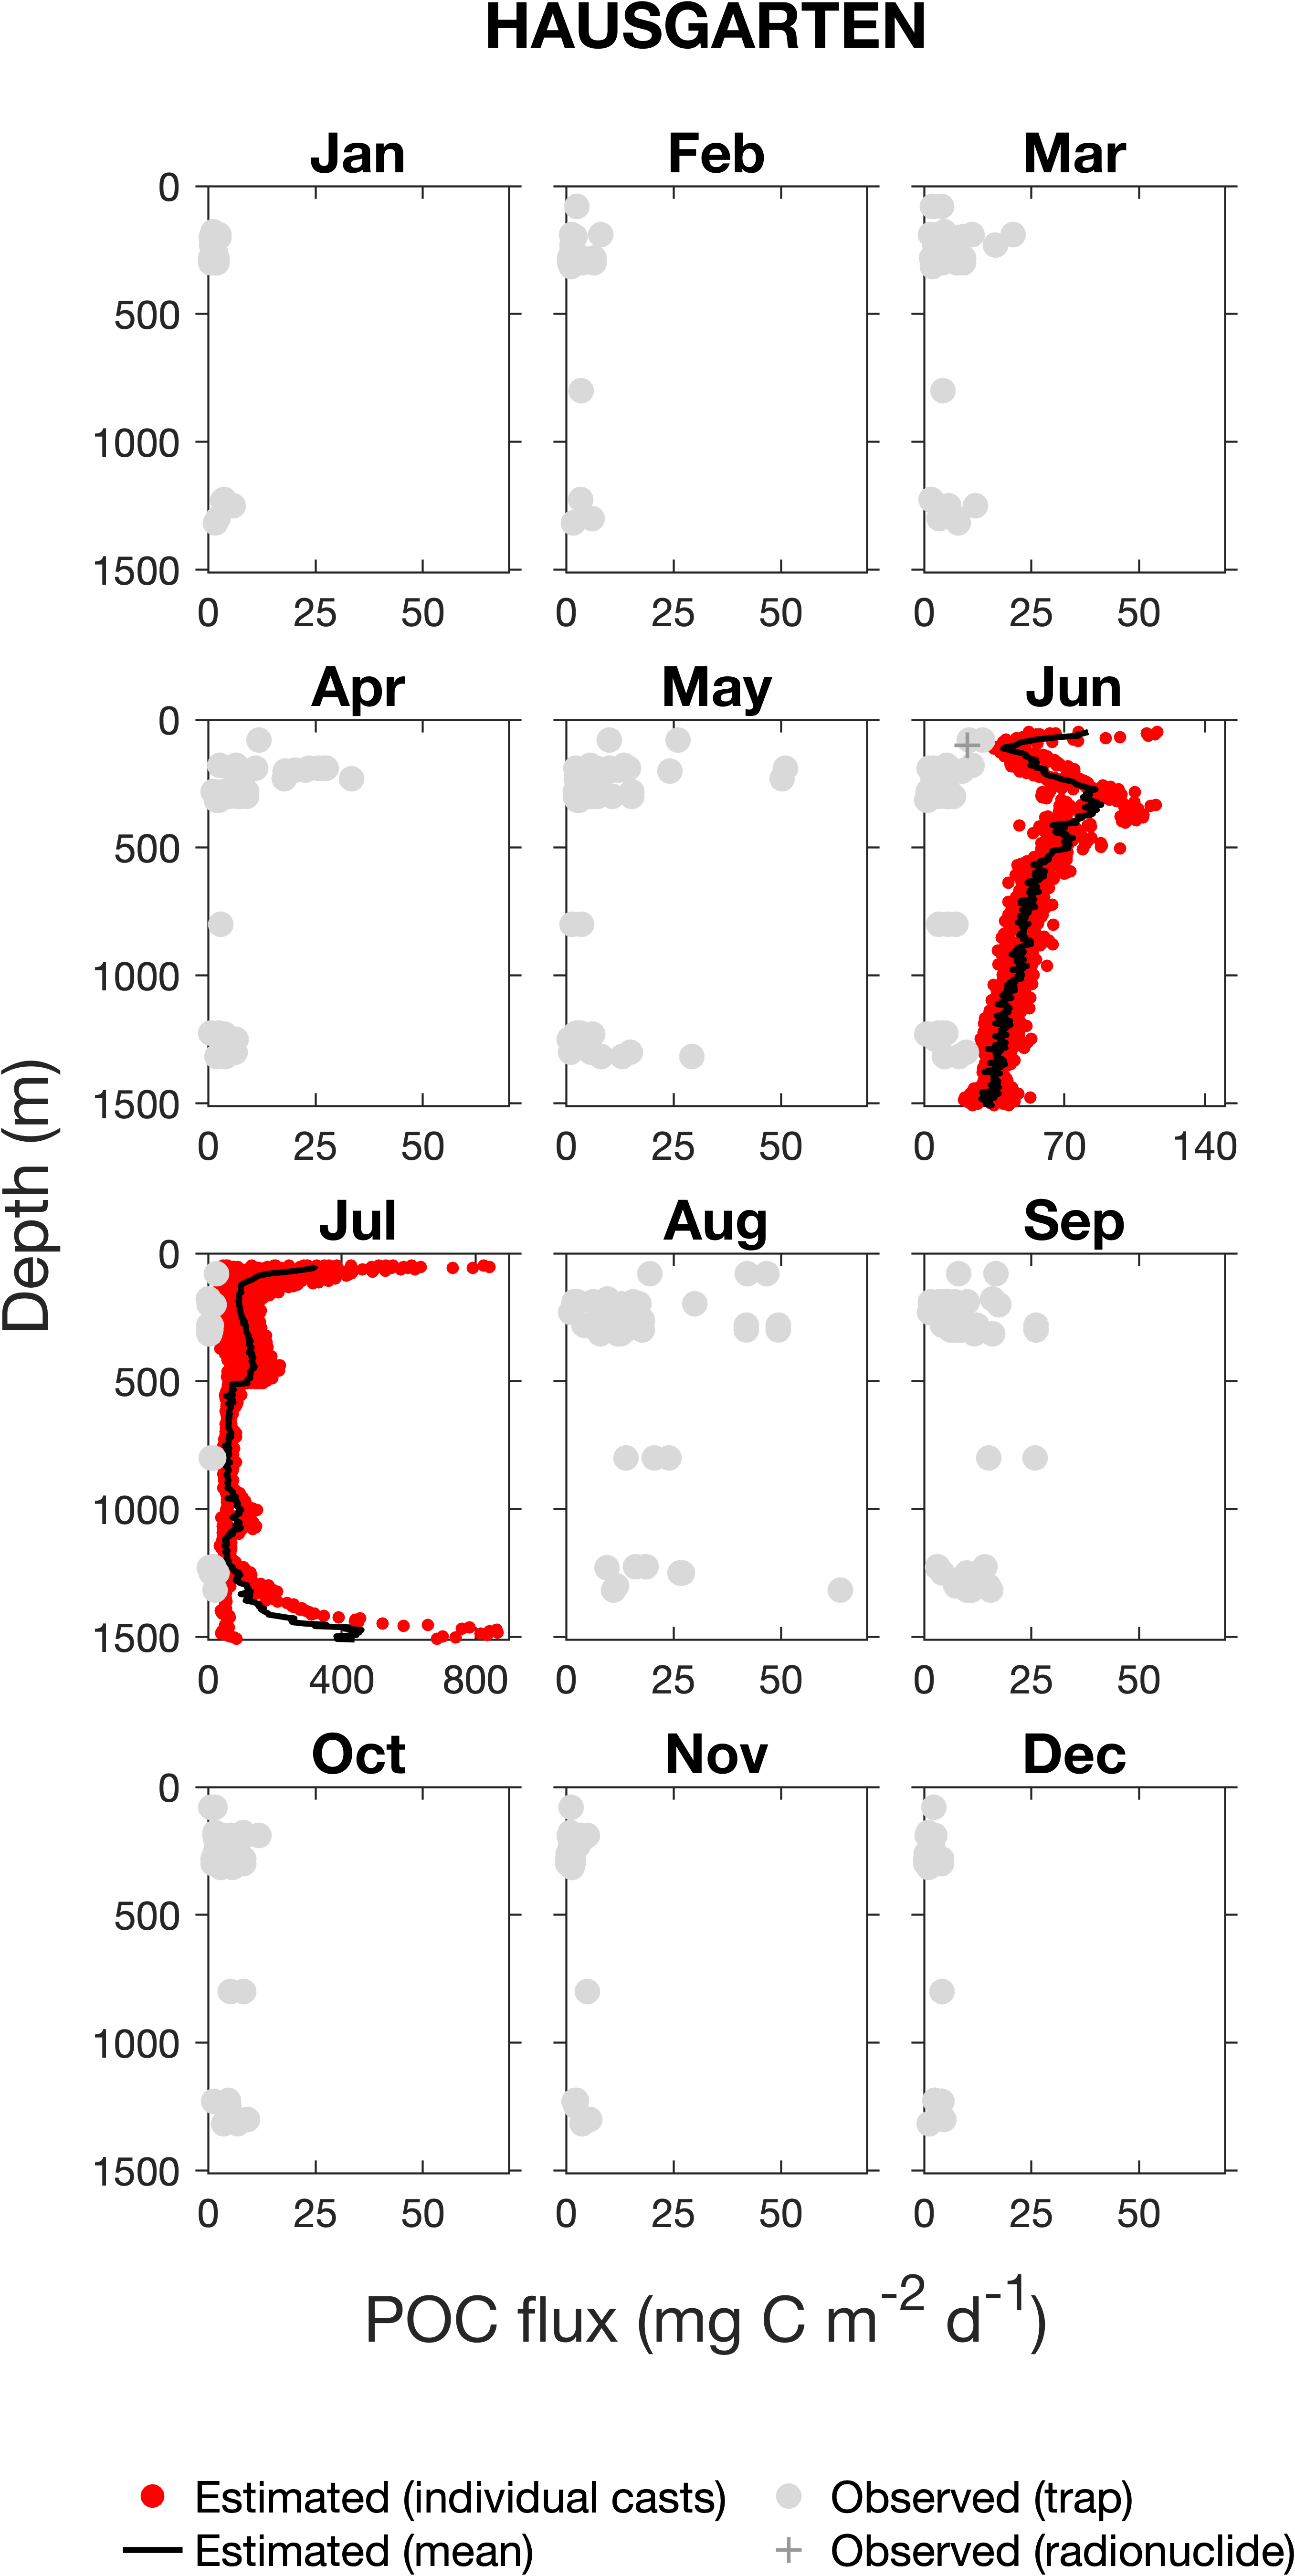 HAUSGARTEN
Jan Feb Mar
0
500
1000
1500
0 25 50 0 25 50 0 25 50
Apr May Jun
0
500
1000
1500
0 25 50 0 25 50 0 70 140
Jul Aug Sep
0
500
1000
1500
0 400 800 0 25 50 0 25 50
Oct Nov Dec
0
500
1000
1500
0 25 50 0 25 50 0 25 50
Depth (m)
POC flux (mg C m⁻² d⁻¹)
Estimated (individual casts) Observed (trap)
Estimated (mean) Observed (radionuclide)